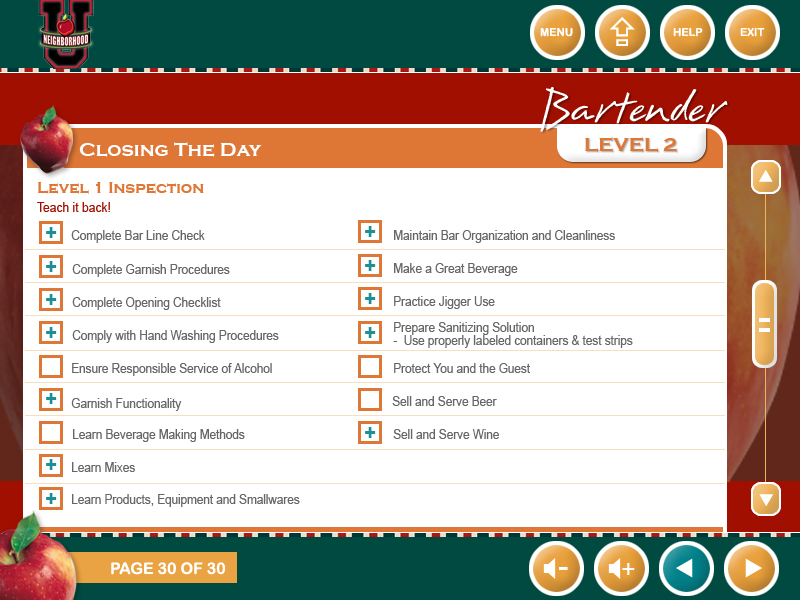 U
NEIGHBORHOOD
MENU
HELP
EXIT
Bartender
LEVEL 2
CLOSING THE DAY
LEVEL 1 INSPECTION
Teach it back!
Complete Bar Line Check
Complete Garnish Procedures
Complete Opening Checklist
Comply with Hand Washing Procedures
Ensure Responsible Service of Alcohol
Garnish Functionality
Learn Beverage Making Methods
Learn Mixes
Learn Products, Equipment and Smallwares
Maintain Bar Organization and Cleanliness
Make a Great Beverage
Practice Jigger Use
Prepare Sanitizing Solution
- Use properly labeled containers & test strips
Protect You and the Guest
Sell and Serve Beer
Sell and Serve Wine
PAGE 30 OF 30